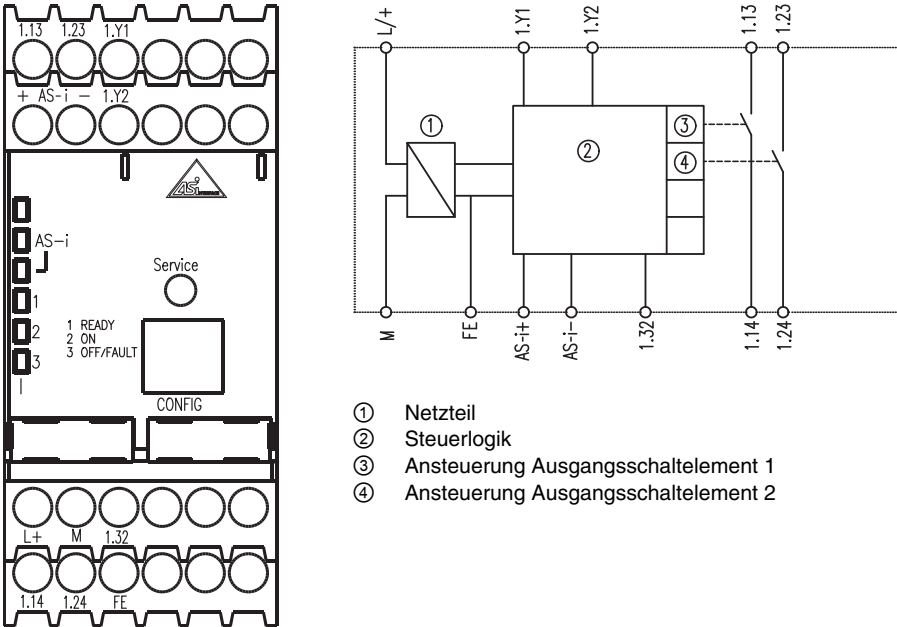 1.13 1.23 1.Y1
+ AS-i - 1.Y2
ASi
INTERFACE
AS-i
Service
1
2
3
1 READY
2 ON
3 OFF/FAULT
CONFIG
L+ M 1.32
1.14 1.24 FE
L/+ 1.Y1 1.Y2 1.13 1.23
① ② ③ ④
M FE AS-i+ AS-i- 1.32 1.14 1.24
① Netzteil
② Steuerlogik
③ Ansteuerung Ausgangsschaltelement 1
④ Ansteuerung Ausgangsschaltelement 2